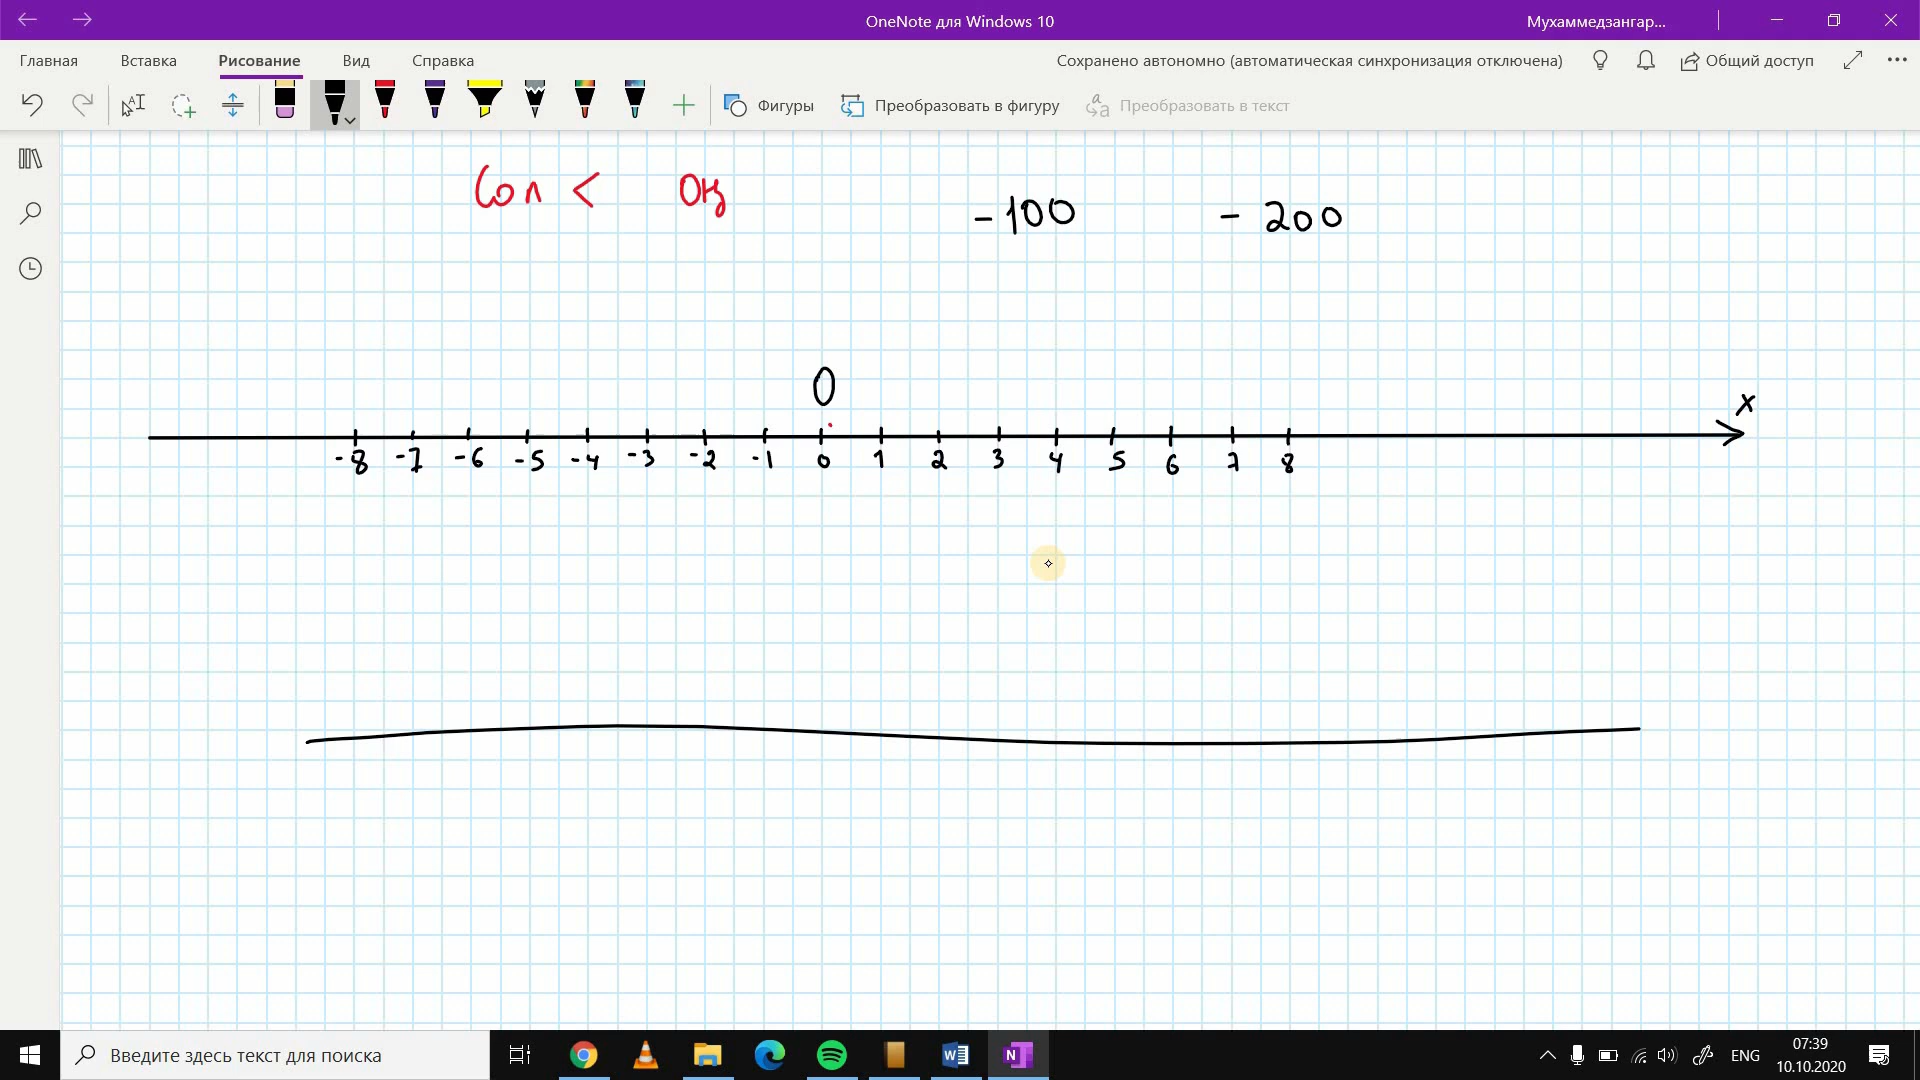 OneNote для Windows 10
Мухаммедзангар...
Главная Вставка Рисование Вид Справка
Сохранено автономно (автоматическая синхронизация отключена) Общий доступ
Фигуры Преобразовать в фигуру Преобразовать в текст
Сол < Оң
-100 - 200
0
x
-8 -7 -6 -5 -4 -3 -2 -1 0 1 2 3 4 5 6 7 8
Введите здесь текст для поиска
ENG
07:39
10.10.2020